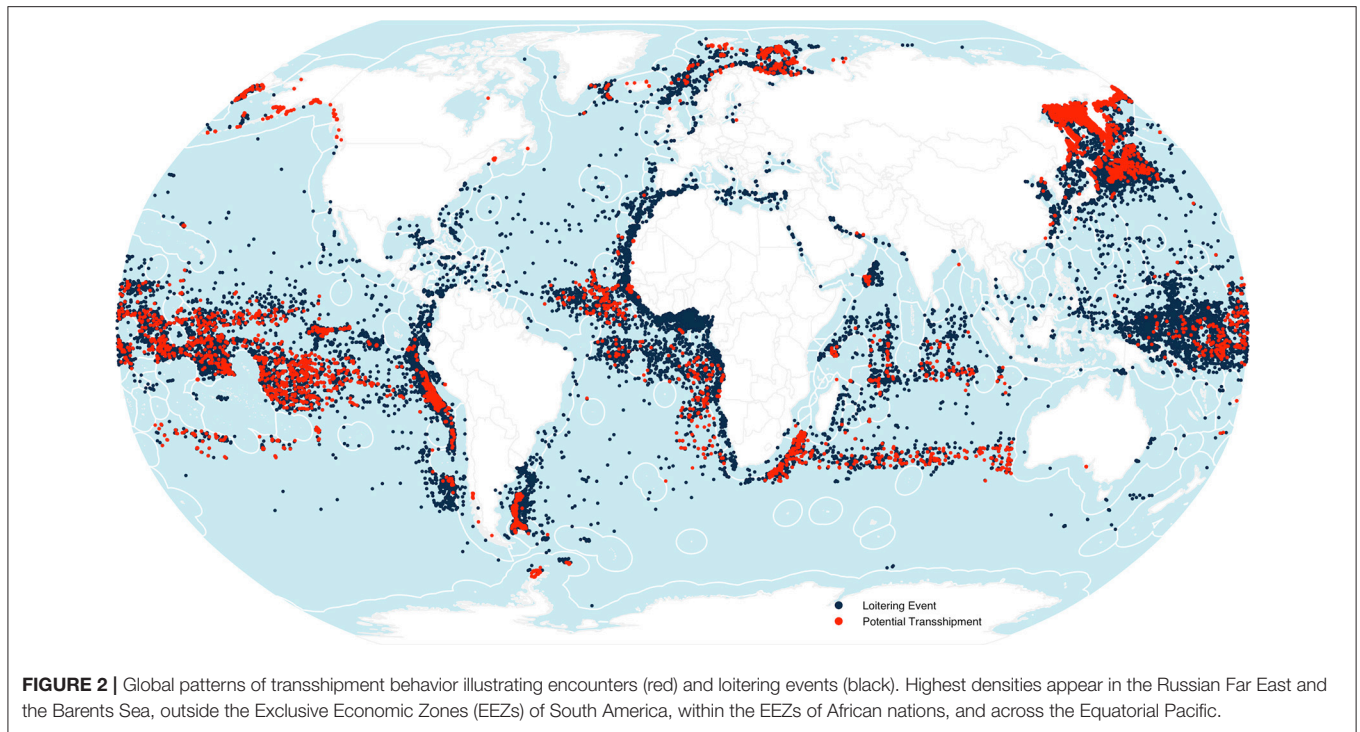 Loitering Event
Potential Transshipment
FIGURE 2 | Global patterns of transshipment behavior illustrating encounters (red) and loitering events (black). Highest densities appear in the Russian Far East and
the Barents Sea, outside the Exclusive Economic Zones (EEZs) of South America, within the EEZs of African nations, and across the Equatorial Pacific.